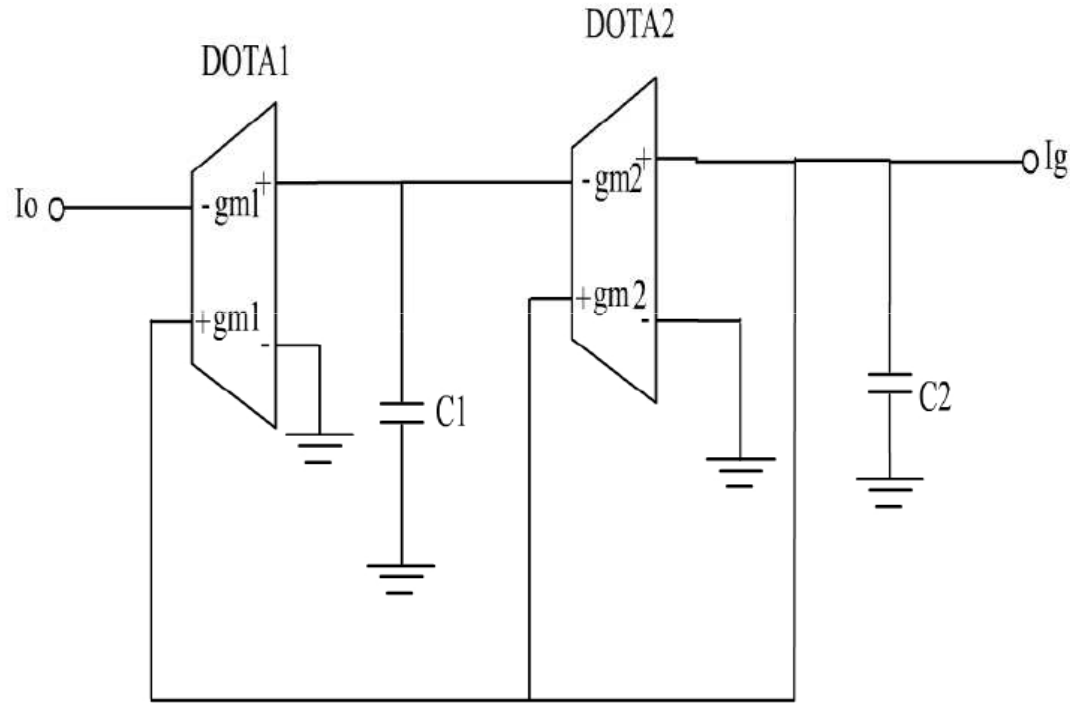 DOTA1
DOTA2
Io
-gm1
+
+gm1
-
C1
-gm2
+
+gm2
-
Ig
C2